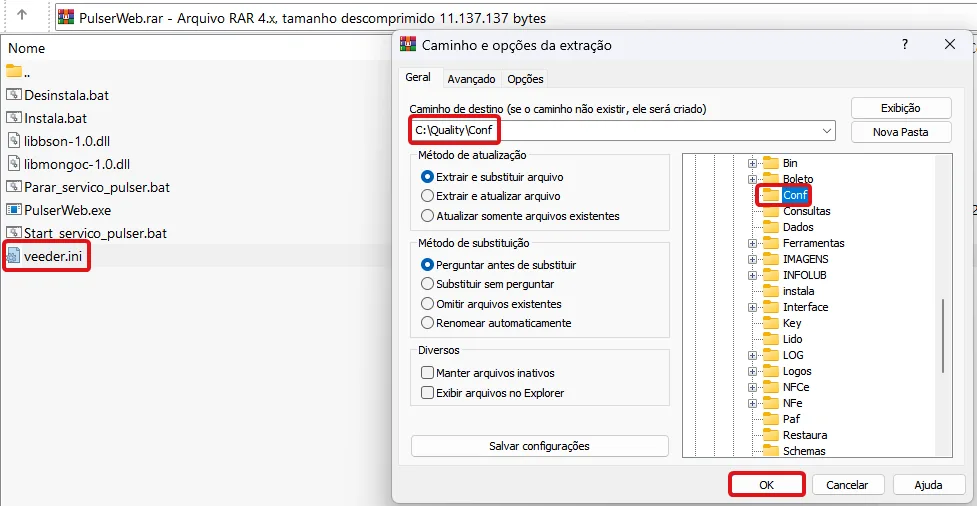 PulserWeb.rar - Arquivo RAR 4.x, tamanho descomprimido 11.137.137 bytes
Nome
..
Desinstala.bat
Instala.bat
libbson-1.0.dll
libmongoc-1.0.dll
Parar_servico_pulser.bat
PulserWeb.exe
Start_servico_pulser.bat
veeder.ini
Caminho e opções da extração
?
Geral
Avançado
Opções
Caminho de destino (se o caminho não existir, ele será criado)
C:\Quality\Conf
Exibição
Nova Pasta
Método de atualização
Extrair e substituir arquivo
Extrair e atualizar arquivo
Atualizar somente arquivos existentes
Método de substituição
Perguntar antes de substituir
Substituir sem perguntar
Omitir arquivos existentes
Renomear automaticamente
Diversos
Manter arquivos inativos
Exibir arquivos no Explorer
Salvar configurações
Bin
Boleto
Conf
Consultas
Dados
Ferramentas
IMAGENS
INFOLUB
instala
Interface
Key
Lido
LOG
Logos
NFCe
NFe
Paf
Restaura
Schemas
OK
Cancelar
Ajuda